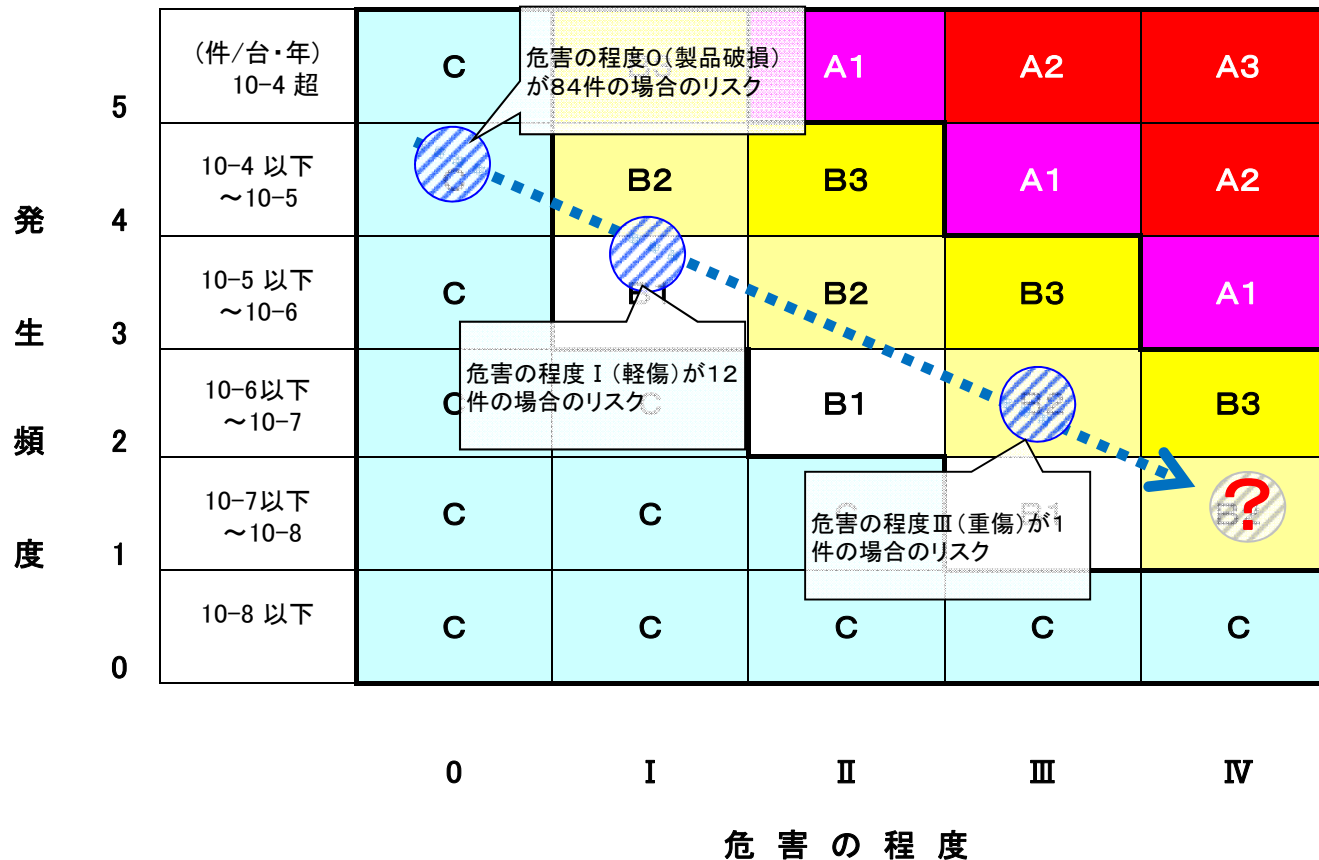 (件/台・年)
10-4 超
5
C
危害の程度0(製品破損)
が84件の場合のリスク
A1
A2
A3
10-4 以下
～10-5
4
B2
B3
A1
A2
10-5 以下
～10-6
3
C
B1
B2
B3
A1
危害の程度Ⅰ(軽傷)が12
件の場合のリスク
10-6以下
～10-7
2
C
C
B1
B3
10-7以下
～10-8
1
C
C
C
B1
?
危害の程度Ⅲ(重傷)が1
件の場合のリスク
10-8 以下
0
C
C
C
C
C
発
生
頻
度
0
Ⅰ
Ⅱ
Ⅲ
Ⅳ
危 害 の 程 度